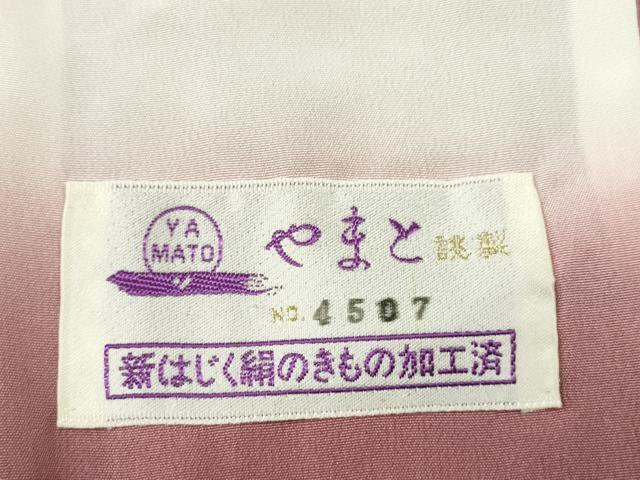 YA
MATO
やまと 謹製
NO. 4507
新はじく絹のきもの加工済